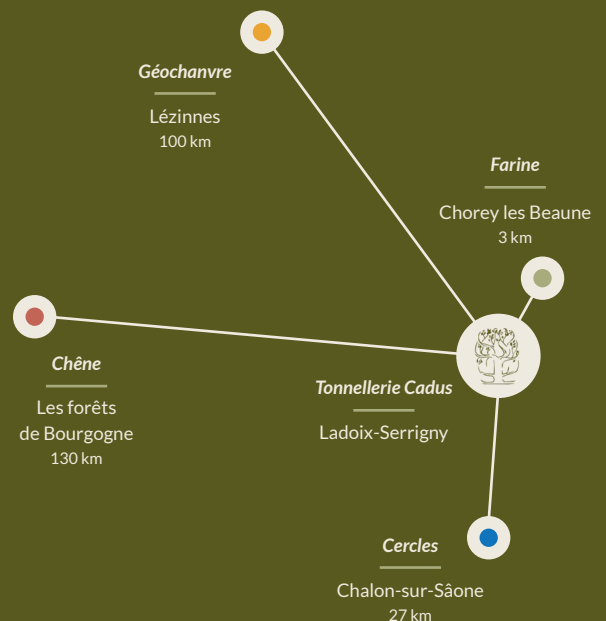 Géochanvre
Lézinnes
100 km
Farine
Chorey les Beaune
3 km
Chêne
Les forêts
de Bourgogne
130 km
Tonnellerie Cadus
Ladoix-Serrigny
Cercles
Chalon-sur-Sâone
27 km